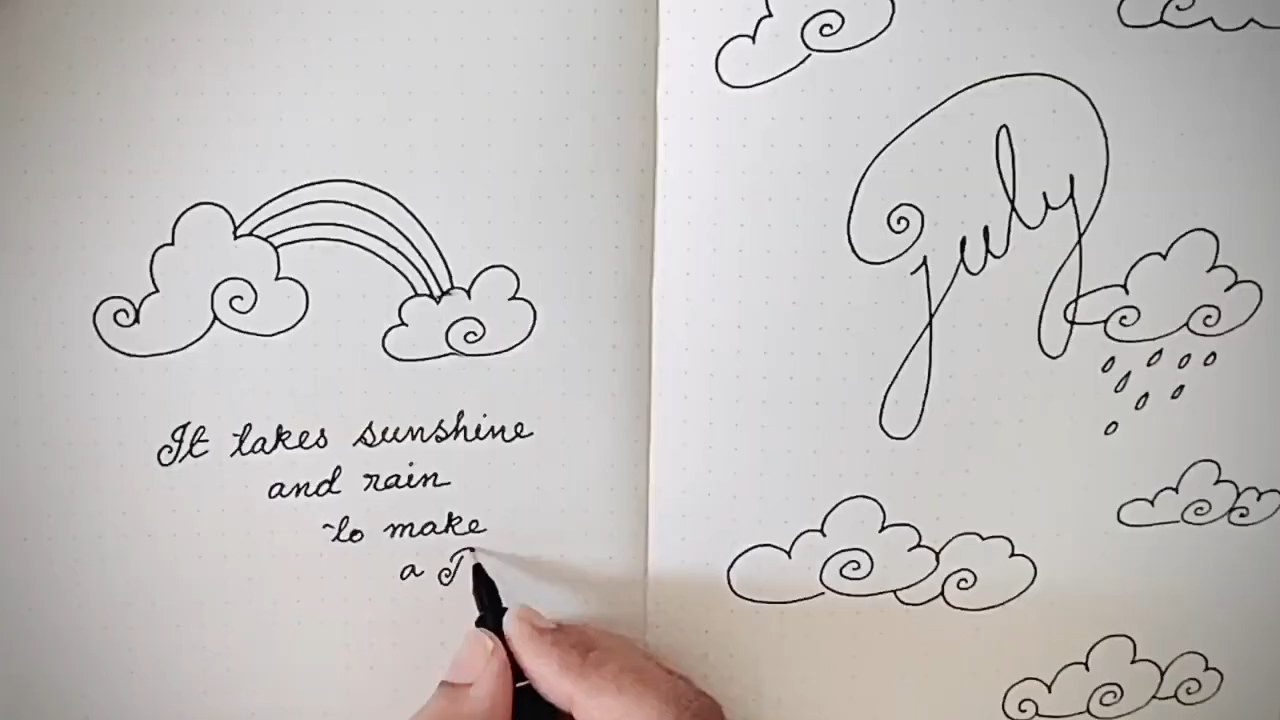 It takes sunshine
and rain
to make
a
July